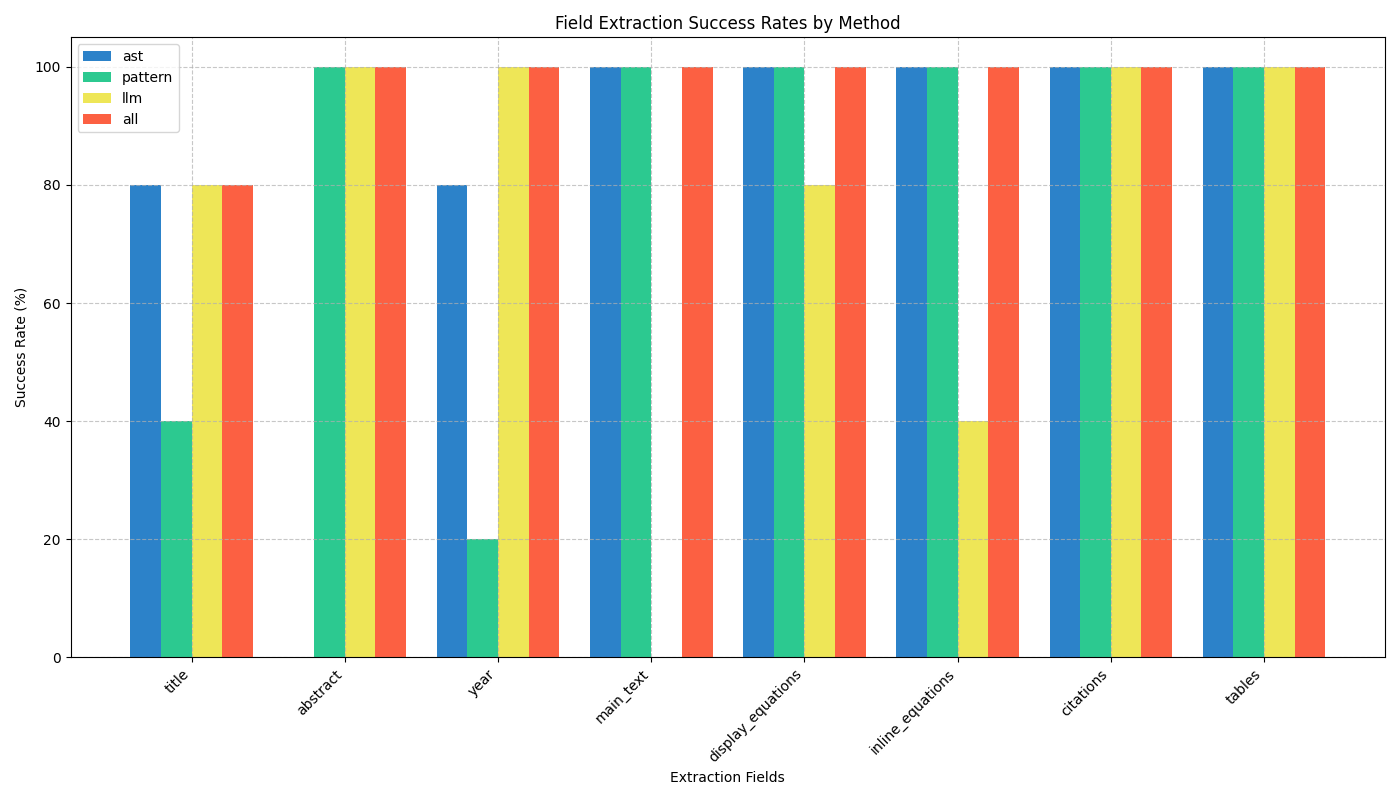 Field Extraction Success Rates by Method
ast
pattern
llm
all
Success Rate (%)
100
80
60
40
20
0
title
abstract
year
main_text
display_equations
inline_equations
citations
tables
Extraction Fields